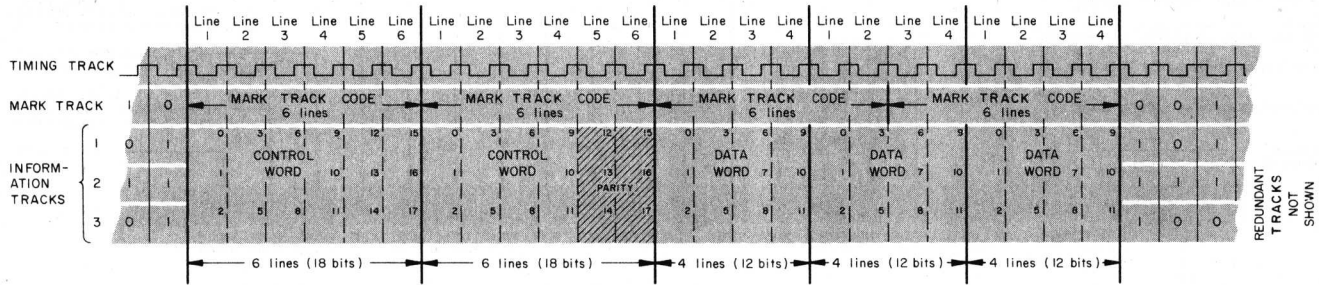 Line Line Line Line Line Line Line Line Line Line Line Line Line Line Line Line Line Line Line Line Line Line Line Line
1 2 3 4 5 6 1 2 3 4 5 6 1 2 3 4 1 2 3 4 1 2 3 4
TIMING TRACK
MARK TRACK 1 0 MARK TRACK CODE MARK TRACK CODE MARK TRACK CODE MARK TRACK CODE 0 0 1
6 lines 6 lines 6 lines 6 lines
INFORM-
ATION
TRACKS
1 0 1 0 3 6 9 12 15 0 3 6 9 12 15 0 3 6 9 0 3 6 9 0 3 6 9 1 0 1
CONTROL CONTROL DATA DATA DATA
2 1 1 1 WORD 10 13 16 1 WORD 10 13 16 1 WORD 7 10 1 WORD 7 10 1 WORD 7 10 1 1 1
PARITY
3 0 1 2 5 8 11 14 17 2 5 8 11 14 17 2 5 8 11 2 5 8 11 2 5 8 11 1 0 0
REDUNDANT
TRACKS
NOT
SHOWN
6 lines (18 bits) 6 lines (18 bits) 4 lines (12 bits) 4 lines (12 bits) 4 lines (12 bits)